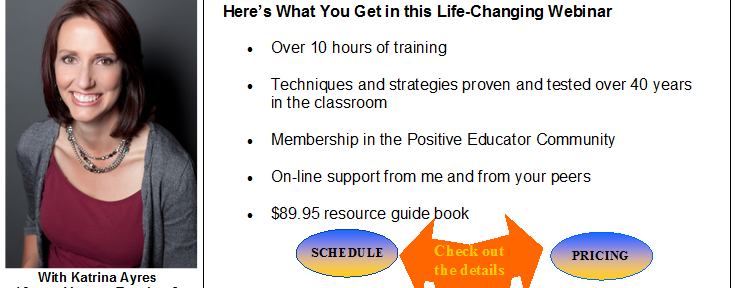 Here's What You Get in this Life-Changing Webinar
Over 10 hours of training
Techniques and strategies proven and tested over 40 years
in the classroom
Membership in the Positive Educator Community
On-line support from me and from your peers
$89.95 resource guide book
SCHEDULE
Check out
the details
PRICING
With Katrina Ayres